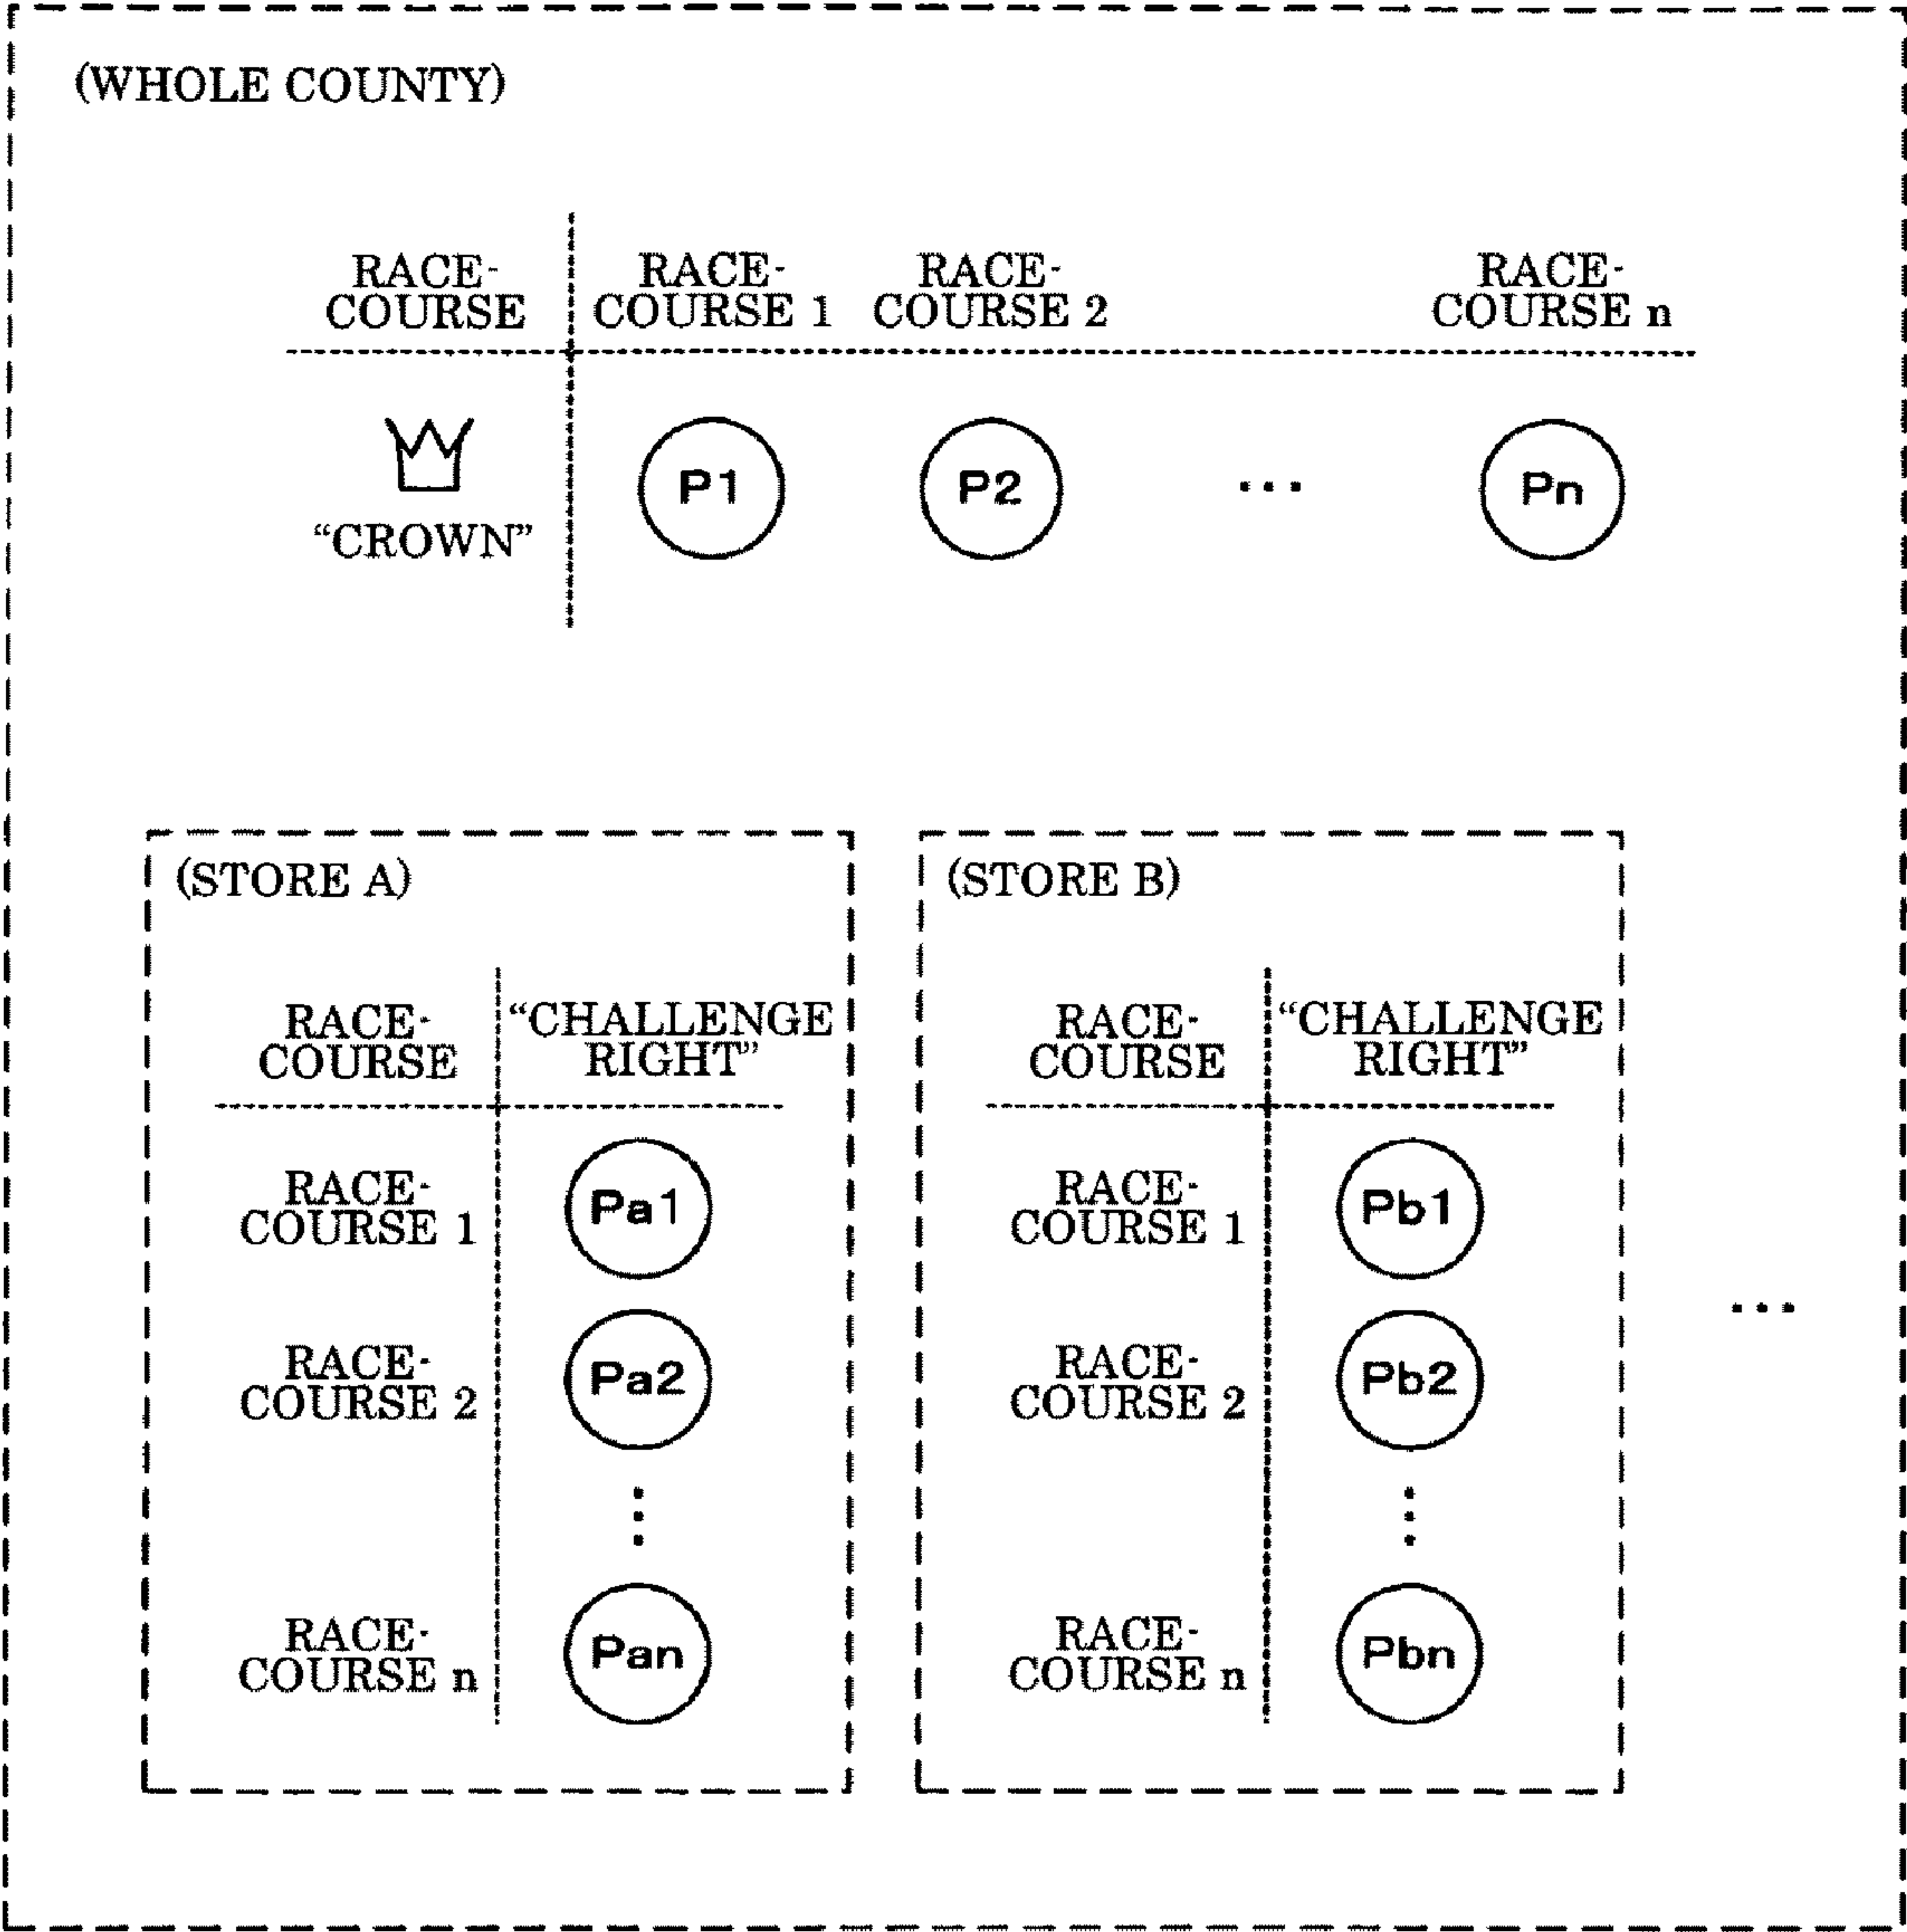 (WHOLE COUNTY)
RACE-
COURSE
RACE-
COURSE 1
RACE-
COURSE 2
RACE-
COURSE n
"CROWN"
P1
P2
...
Pn
(STORE A)
RACE-
COURSE
“CHALLENGE
RIGHT”
RACE-
COURSE 1
Pa1
RACE-
COURSE 2
Pa2
RACE-
COURSE n
Pan
(STORE B)
RACE-
COURSE
“CHALLENGE
RIGHT”
RACE-
COURSE 1
Pb1
RACE-
COURSE 2
Pb2
RACE-
COURSE n
Pbn
...